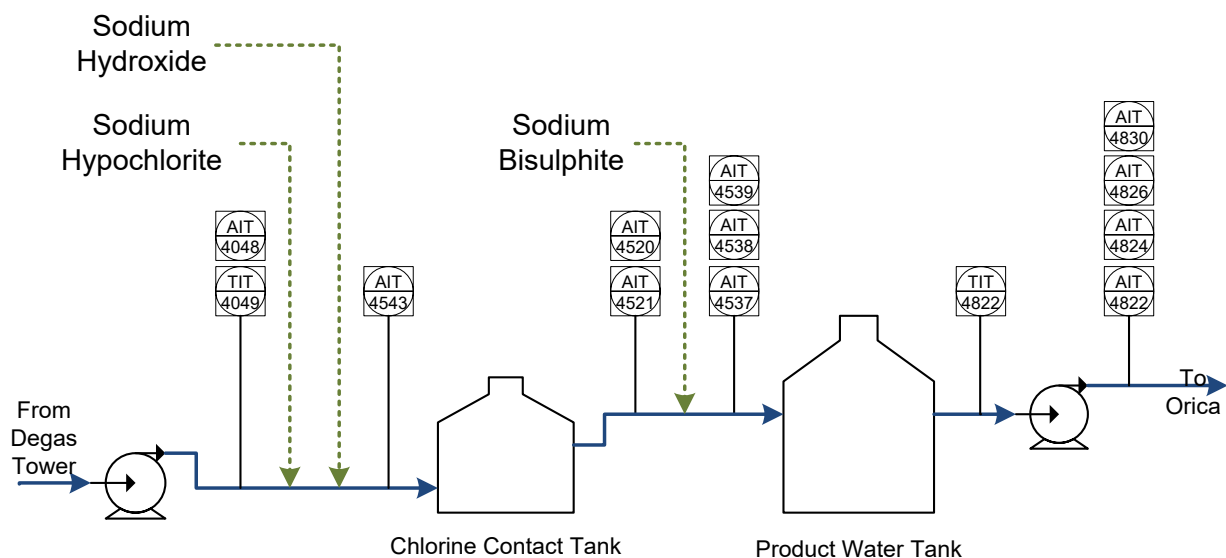 Sodium
Hydroxide
Sodium
Hypochlorite
Sodium
Bisulphite
AIT
4048
TIT
4049
AIT
4543
AIT
4520
AIT
4521
AIT
4539
AIT
4538
AIT
4537
TIT
4822
AIT
4830
AIT
4826
AIT
4824
AIT
4822
From
Degas
Tower
To
Orica
Chlorine Contact Tank
Product Water Tank